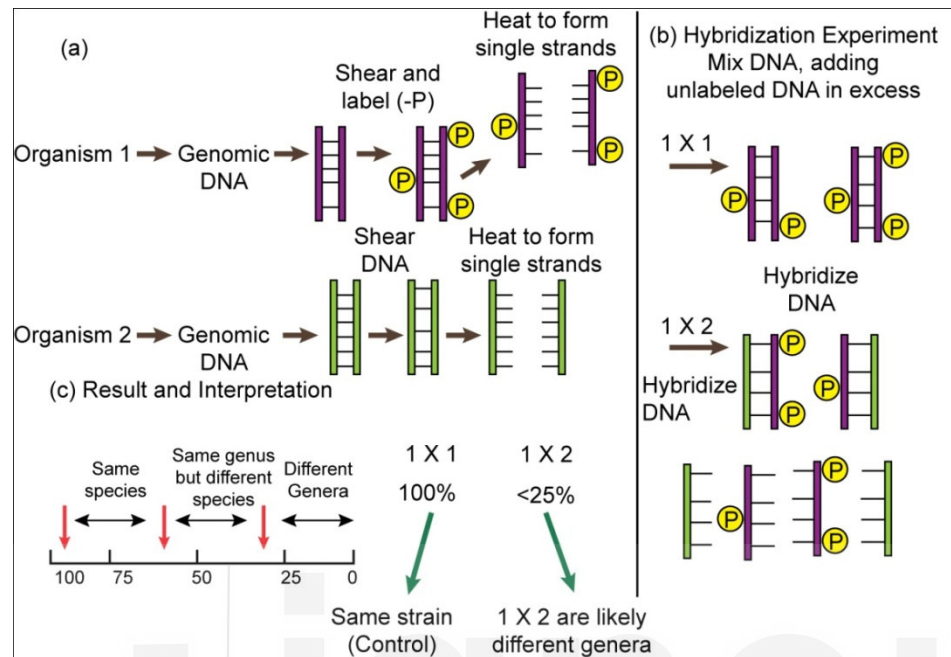 (a)
Heat to form
single strands
Shear and
label (-P)
P
P
P
P
P
P
Organism 1
Genomic
DNA
Shear
DNA
Heat to form
single strands
Organism 2
Genomic
DNA
(b) Hybridization Experiment
Mix DNA, adding
unlabeled DNA in excess
1 X 1
P
P
P
P
P
Hybridize
DNA
1 X 2
P
P
P
Hybridize
DNA
P
P
P
(c) Result and Interpretation
Same
species
Same genus
but different
species
Different
Genera
100
75
50
25
0
1 X 1
1 X 2
100%
<25%
Same strain
(Control)
1 X 2 are likely
different genera